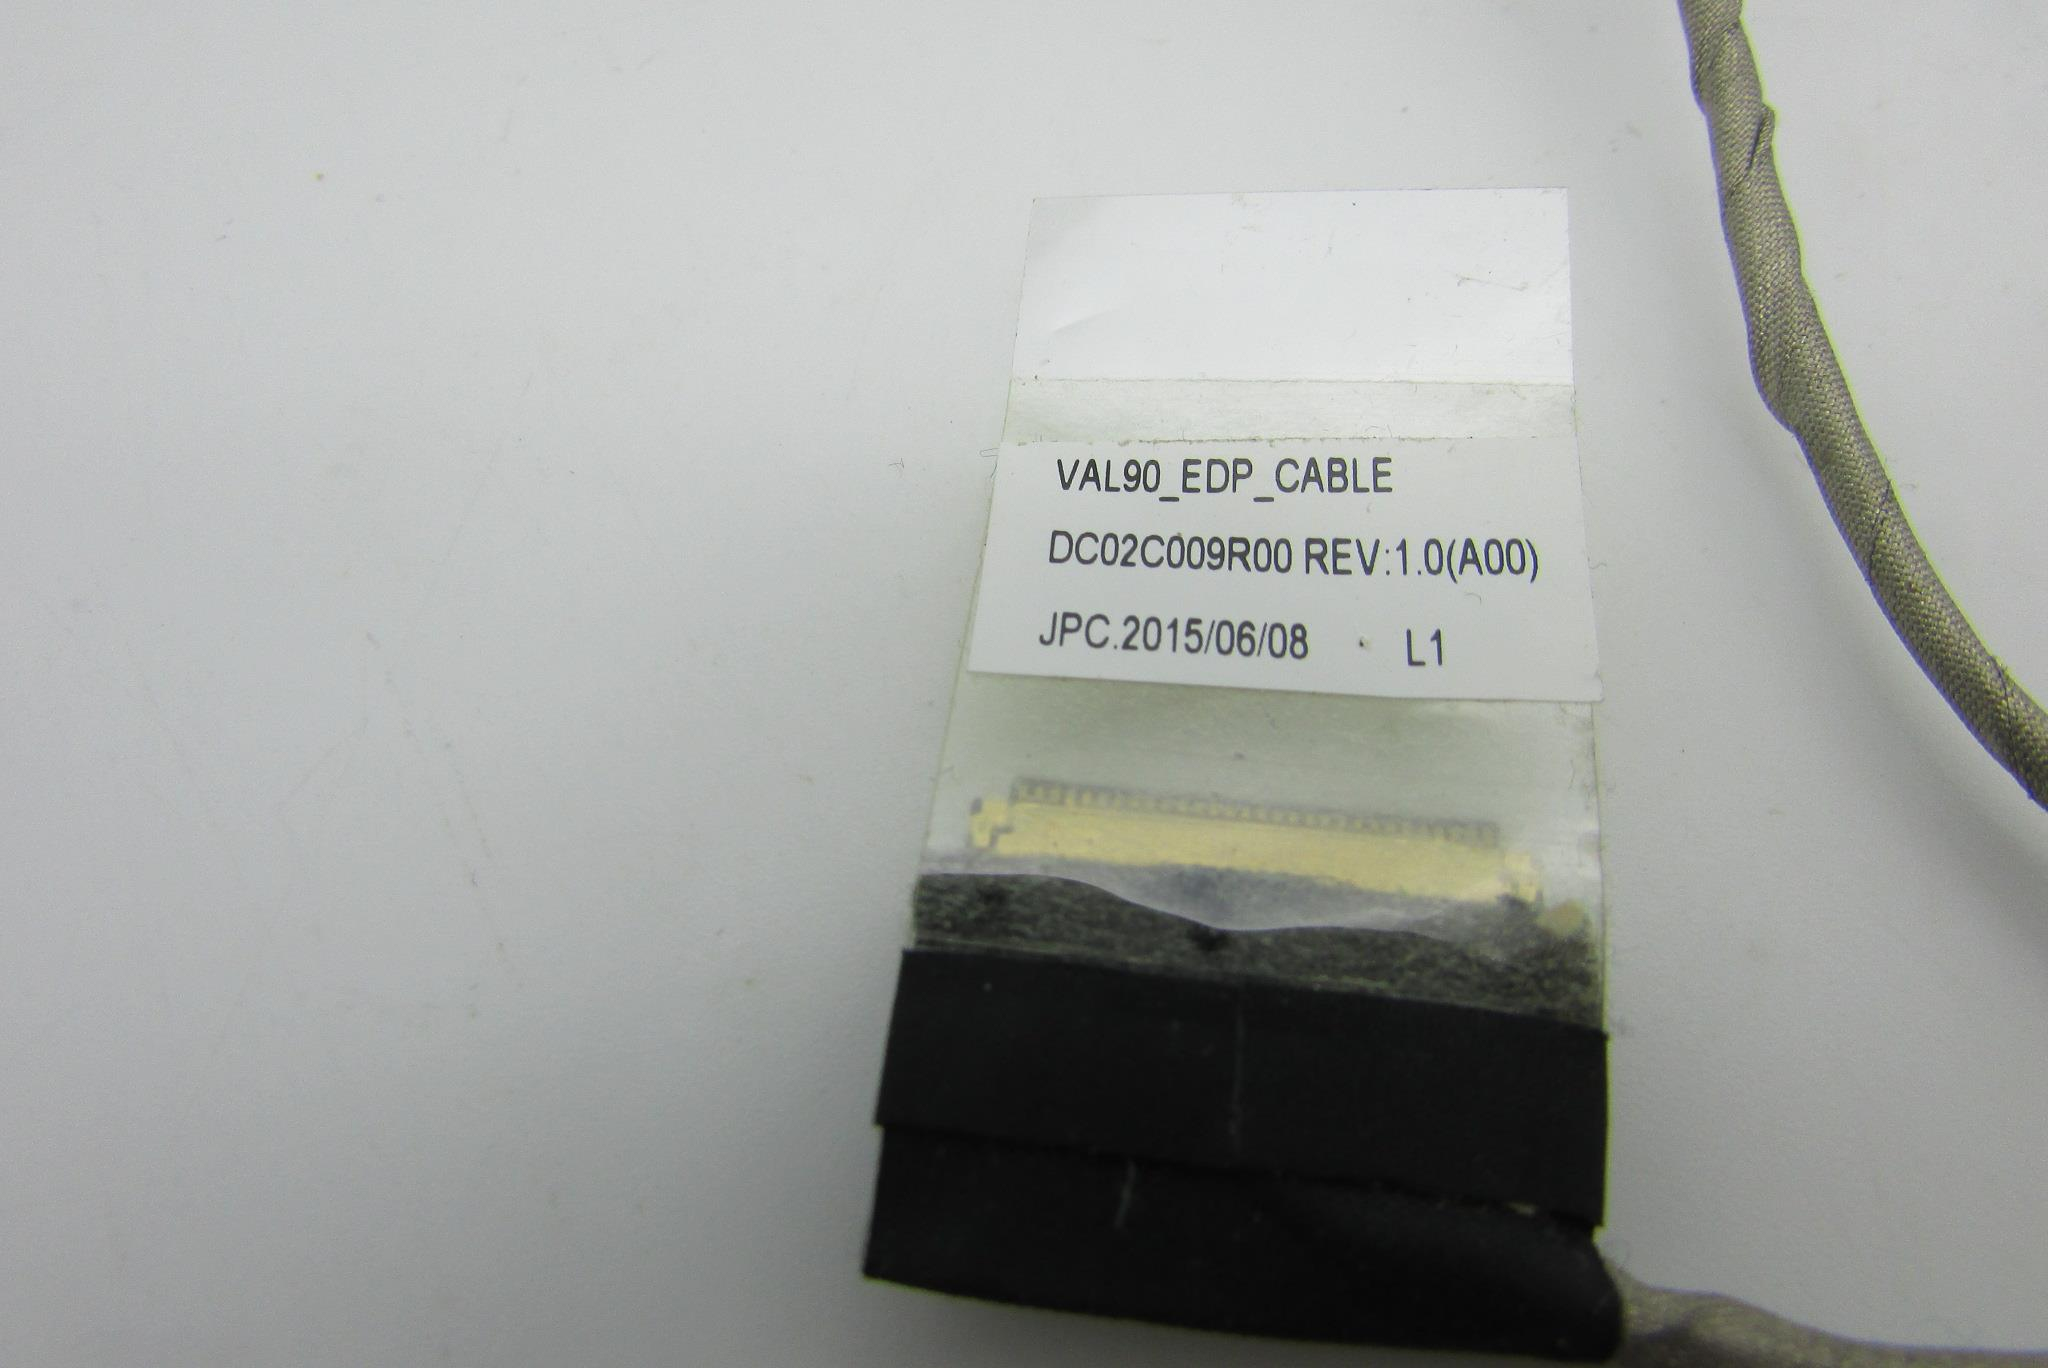 VAL90_EDP_CABLE
DC02C009R00 REV:1.0(A00)
JPC.2015/06/08 L1